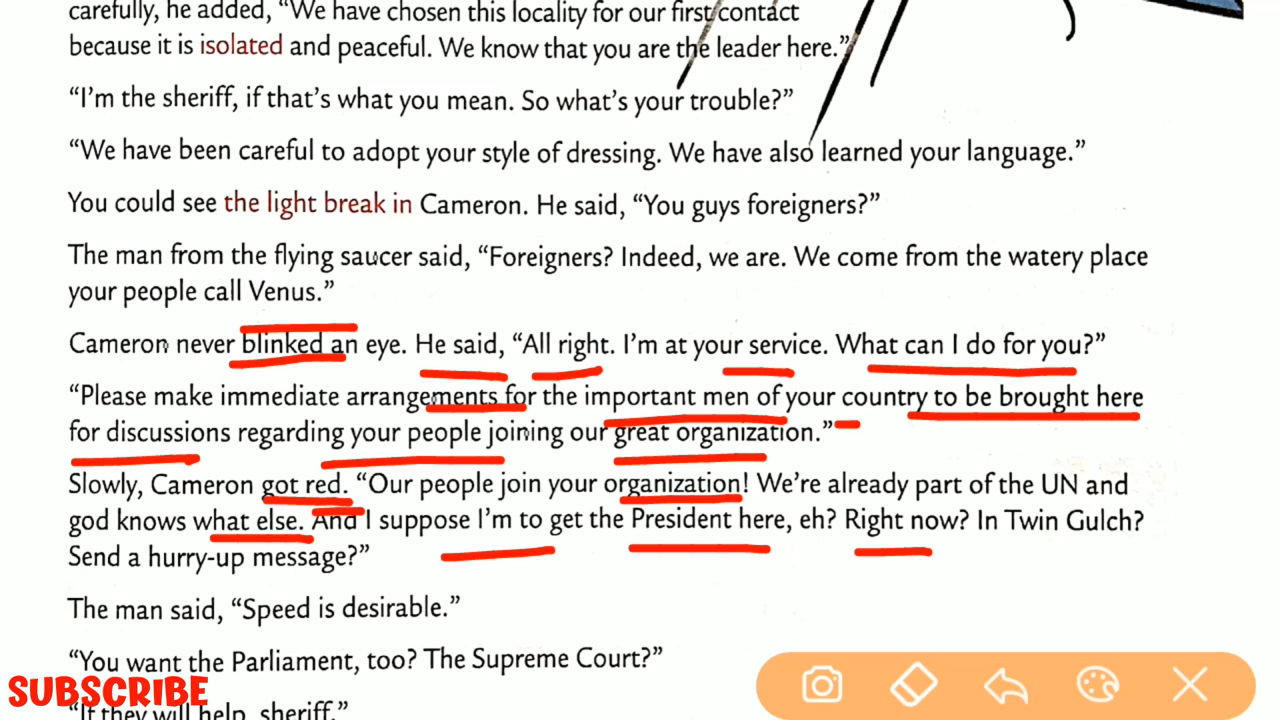 carefully, he added, “We have chosen this locality for our first contact
because it is isolated and peaceful. We know that you are the leader here.”
“I’m the sheriff, if that’s what you mean. So what’s your trouble?”
“We have been careful to adopt your style of dressing. We have also learned your language.”
You could see the light break in Cameron. He said, “You guys foreigners?”
The man from the flying saucer said, “Foreigners? Indeed, we are. We come from the watery place
your people call Venus.”
Cameron never blinked an eye. He said, “All right. I’m at your service. What can I do for you?”
“Please make immediate arrangements for the important men of your country to be brought here
for discussions regarding your people joining our great organization.”
Slowly, Cameron got red. “Our people join your organization! We’re already part of the UN and
god knows what else. And I suppose I’m to get the President here, eh? Right now? In Twin Gulch?
Send a hurry-up message?”
The man said, “Speed is desirable.”
“You want the Parliament, too? The Supreme Court?”
“If they will help, sheriff.”
SUBSCRIBE